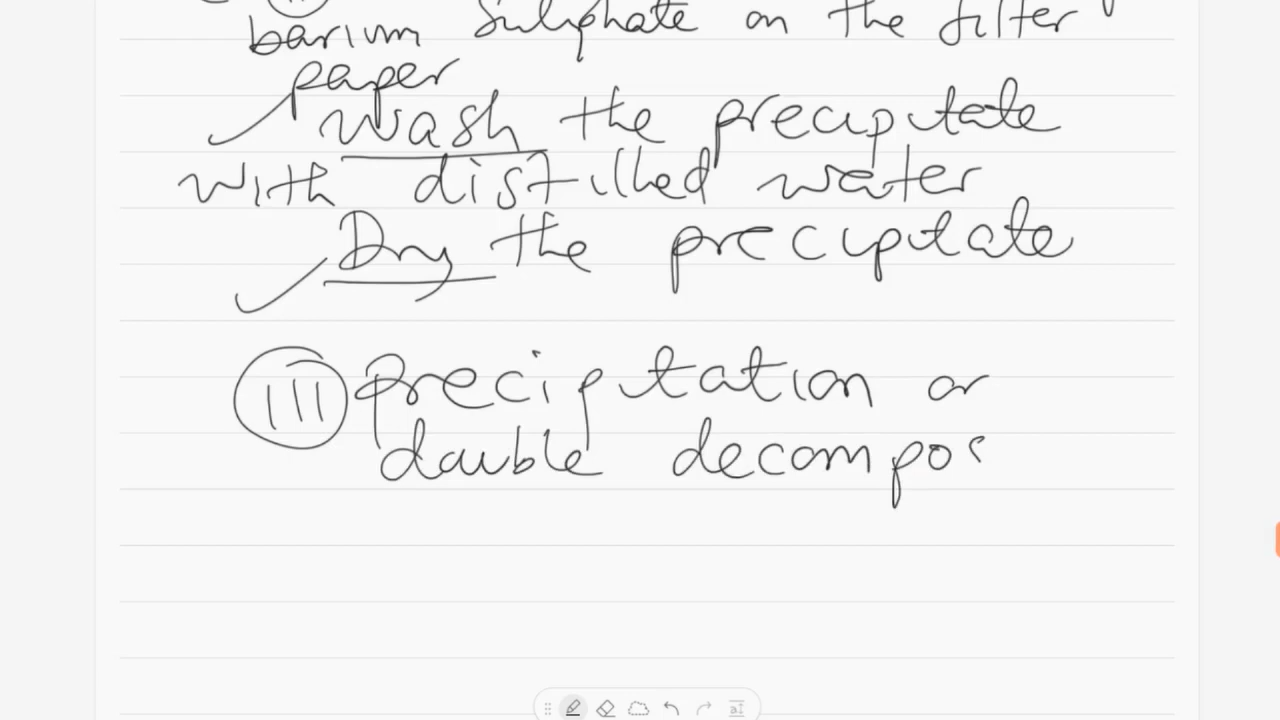 barium Sulphate on the filter
paper
Wash the precipitate
with distilled water
Dry the precipitate
III precipitation or
double decompos